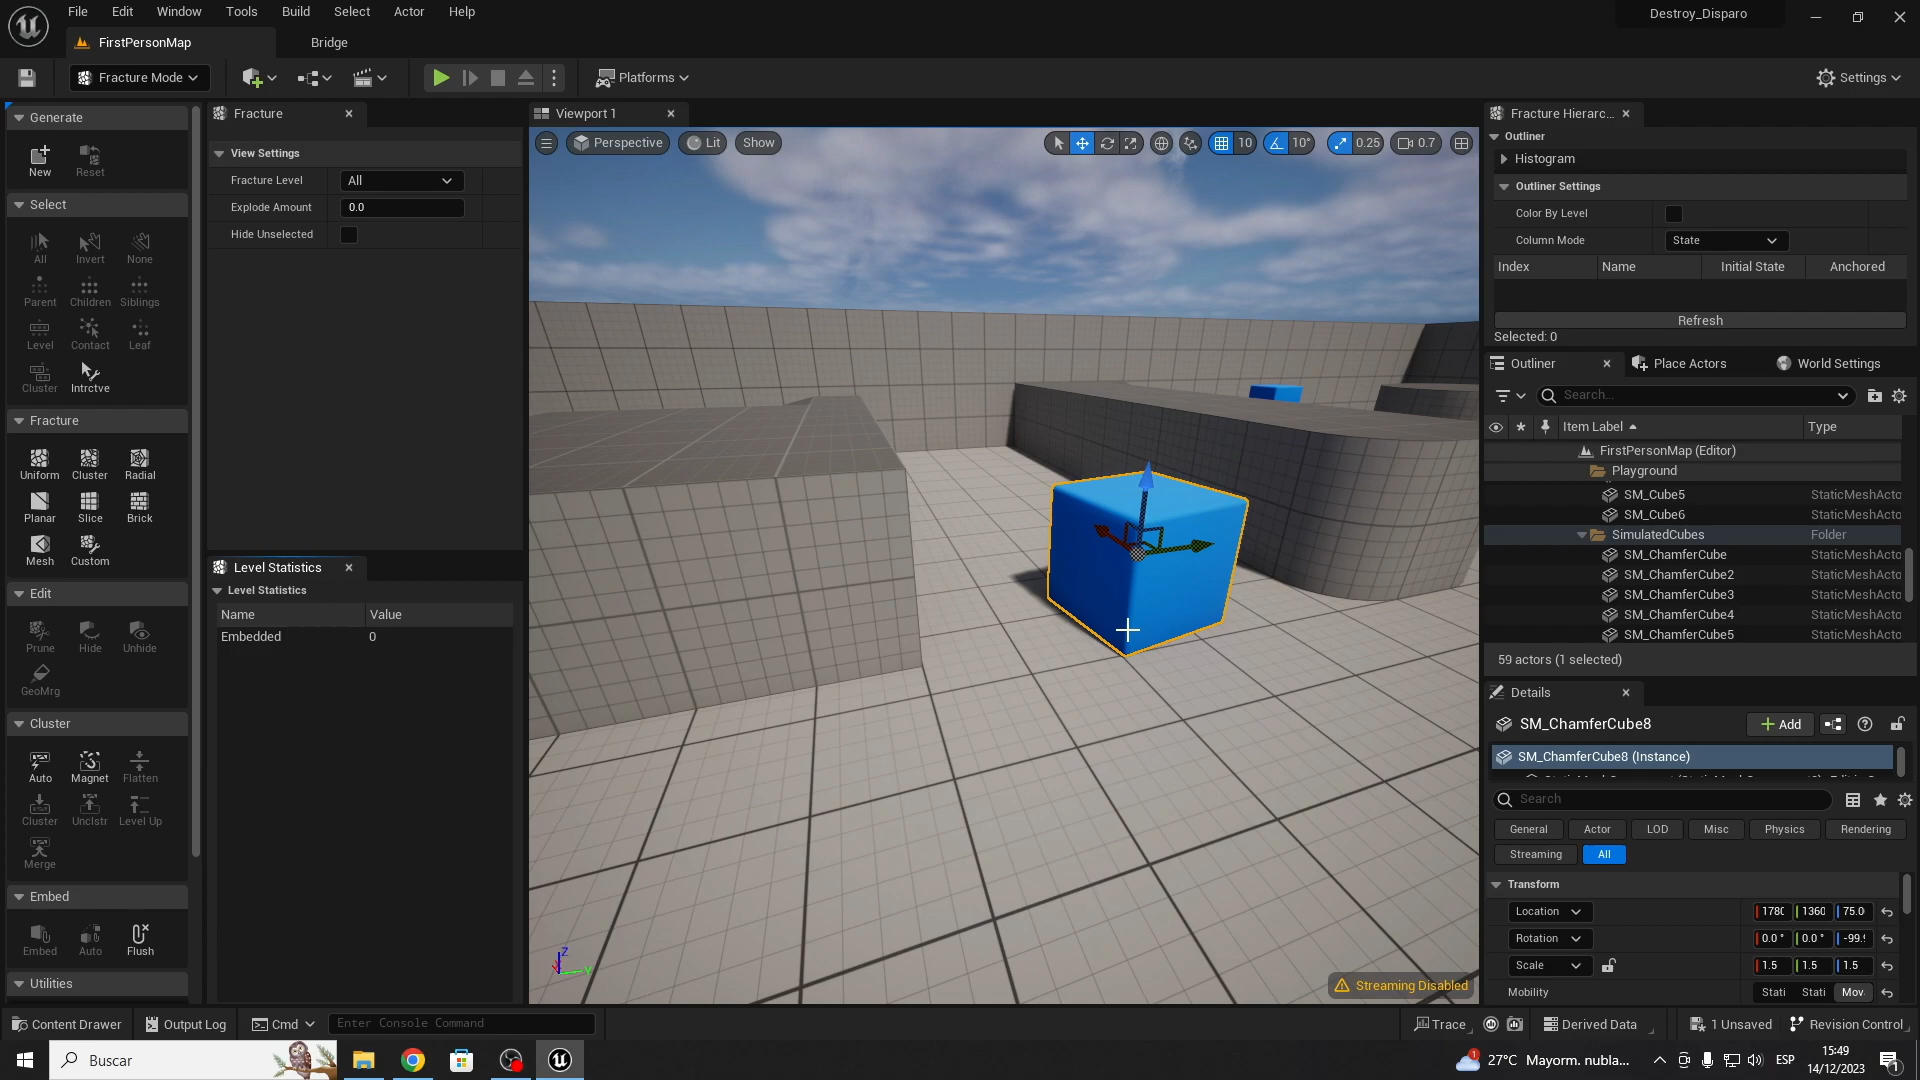 File Edit Window Tools Build Select Actor Help
Destroy_Disparo
FirstPersonMap
Bridge
Fracture Mode
Platforms
Settings
Generate
New Reset
Select
All Invert None
Parent Children Siblings
Level Contact Leaf
Cluster Intrctve
Fracture
Uniform Cluster Radial
Planar Slice Brick
Mesh Custom
Edit
Prune Hide Unhide
GeoMrg
Cluster
Auto Magnet Flatten
Cluster Unclstr Level Up
Merge
Embed
Embed Auto Flush
Utilities
Fracture
View Settings
Fracture Level All
Explode Amount 0.0
Hide Unselected
Level Statistics
Level Statistics
Name Value
Embedded 0
Viewport 1
Perspective Lit Show
10 10° 0.25 0.7
Z
Streaming Disabled
Fracture Hierarc...
Outliner
Histogram
Outliner Settings
Color By Level
Column Mode State
Index Name Initial State Anchored
Refresh
Selected: 0
Outliner Place Actors World Settings
Search...
Item Label Type
FirstPersonMap (Editor)
Playground
SM_Cube5 StaticMeshActo
SM_Cube6 StaticMeshActo
SimulatedCubes Folder
SM_ChamferCube StaticMeshActo
SM_ChamferCube2 StaticMeshActo
SM_ChamferCube3 StaticMeshActo
SM_ChamferCube4 StaticMeshActo
SM_ChamferCube5 StaticMeshActo
59 actors (1 selected)
Details
SM_ChamferCube8
Add
SM_ChamferCube8 (Instance)
Search
General Actor LOD Misc Physics Rendering
Streaming All
Transform
Location 1780 1360 75.0
Rotation 0.0 ° 0.0 ° -99.
Scale 1.5 1.5 1.5
Mobility Stati Stati Mov
Content Drawer Output Log Cmd Enter Console Command
Trace Derived Data 1 Unsaved Revision Control
Buscar
1 27°C Mayorm. nubla... ESP
15:49
14/12/2023
1